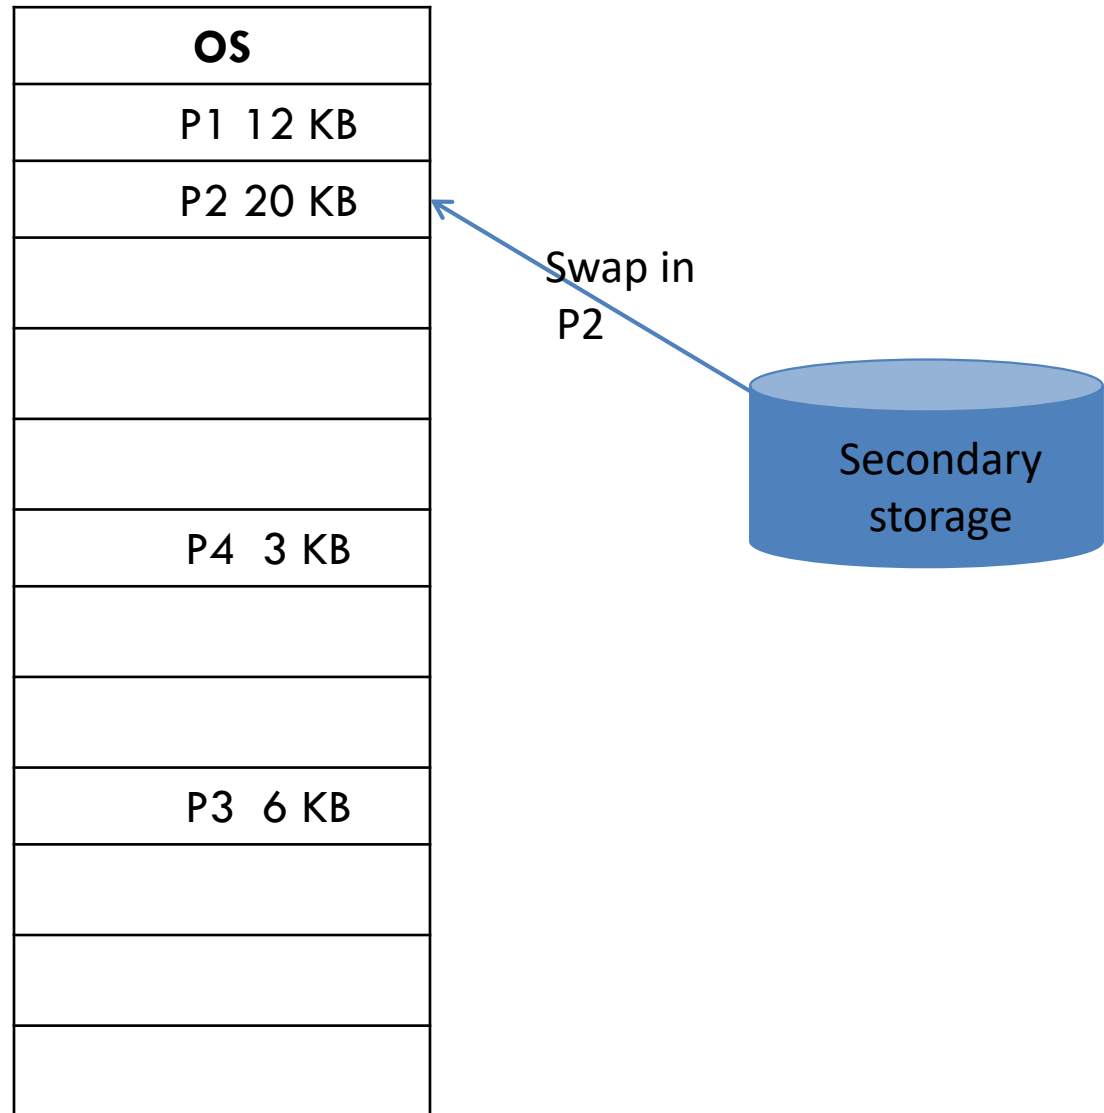 OS
P1 12 KB
P2 20 KB
Swap in
P2
Secondary
storage
P4 3 KB
P3 6 KB